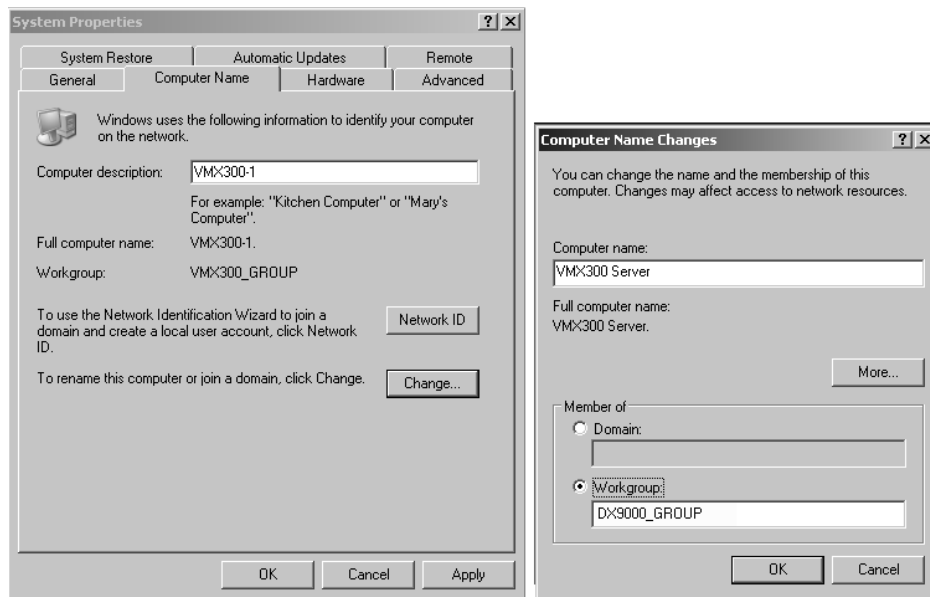 System Properties
System Restore Automatic Updates Remote
General Computer Name Hardware Advanced
Windows uses the following information to identify your computer
on the network.
Computer description: VMX300-1
For example: "Kitchen Computer" or "Mary's
Computer".
Full computer name: VMX300-1.
Workgroup: VMX300_GROUP
To use the Network Identification Wizard to join a
domain and create a local user account, click Network
ID.
Network ID
To rename this computer or join a domain, click Change.
Change...
OK Cancel Apply
Computer Name Changes
You can change the name and the membership of this
computer. Changes may affect access to network resources.
Computer name:
VMX300 Server
Full computer name:
VMX300 Server.
More...
Member of
Domain:
Workgroup:
DX9000_GROUP
OK Cancel